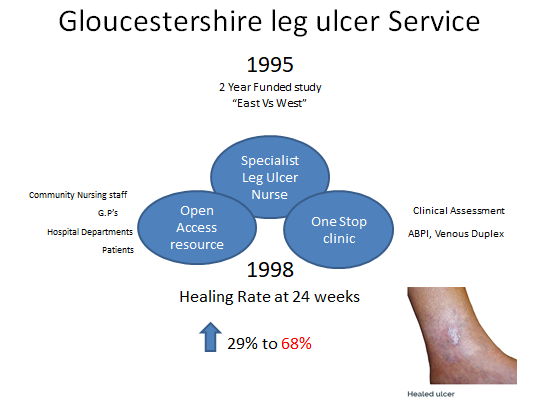 Gloucestershire leg ulcer Service
1995
2 Year Funded study
“East Vs West”
Specialist
Leg Ulcer
Nurse
Community Nursing staff
G.P's
Hospital Departments
Patients
Open
Access
resource
One Stop
clinic
Clinical Assessment
ABPI, Venous Duplex
1998
Healing Rate at 24 weeks
29% to 68%
Healed ulcer